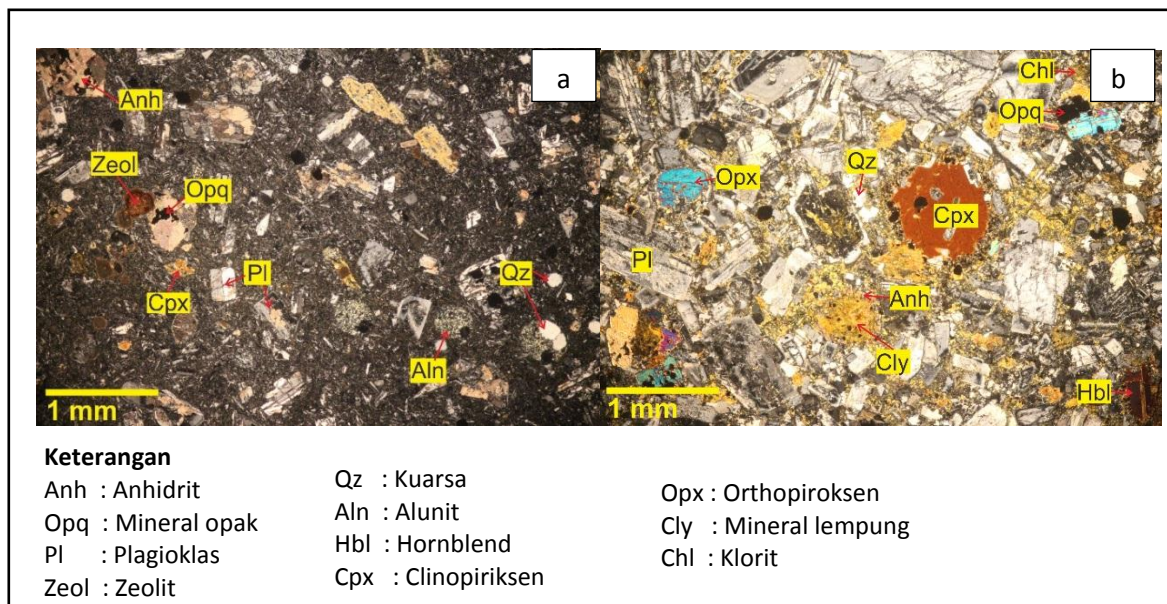 a
Anh
Zeol
Opq
Cpx
Pl
Qz
Aln
1 mm
b
Chl
Opq
Qz
Opx
Cpx
Pl
Anh
Cly
Hbl
1 mm
Keterangan
Anh : Anhidrit
Opq : Mineral opak
Pl : Plagioklas
Zeol : Zeolit
Qz : Kuarsa
Aln : Alunit
Hbl : Hornblend
Cpx : Clinopiriksen
Opx : Orthopiroksen
Cly : Mineral lempung
Chl : Klorit